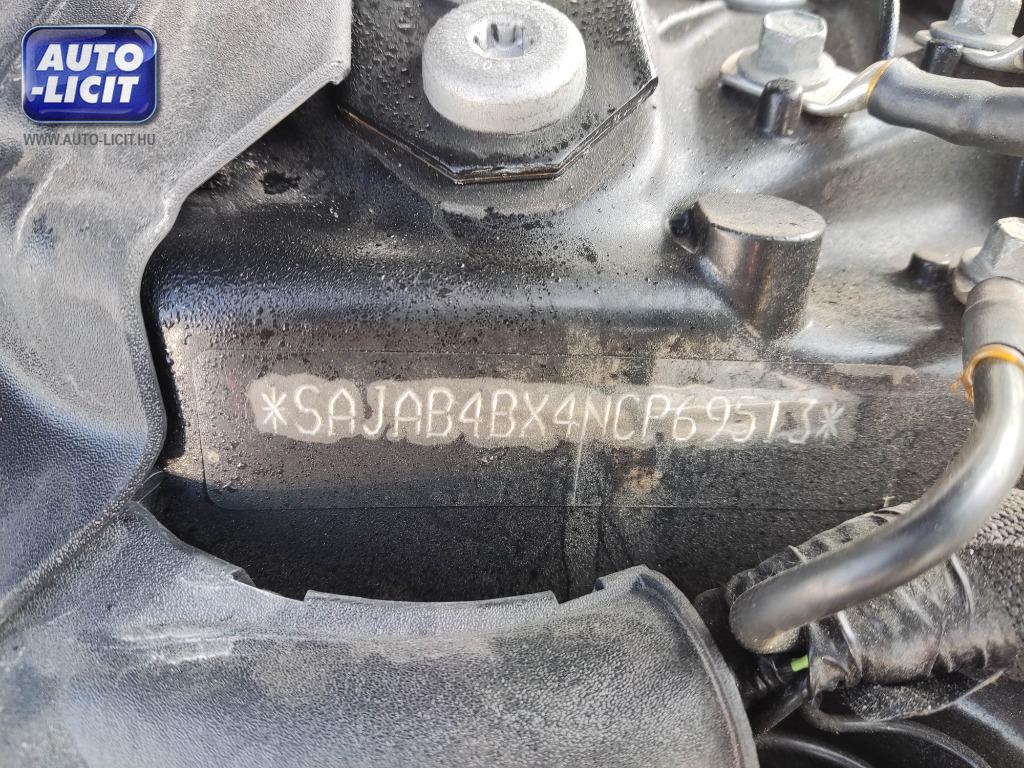 AUTO
-LICIT
WWW.AUTO-LICIT.HU
*SAJAB4BX4NCP69513*